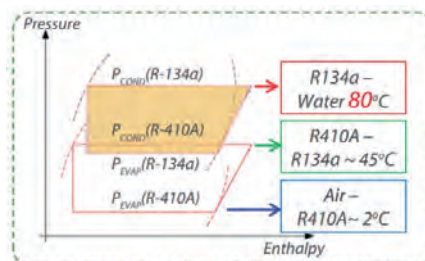 Pressure
P_COND(R-134a)
P_COND(R-410A)
P_EVAP(R-134a)
P_EVAP(R-410A)
R134a –
Water 80°C
R410A –
R134a ~ 45°C
Air –
R410A~ 2°C
Enthalpy